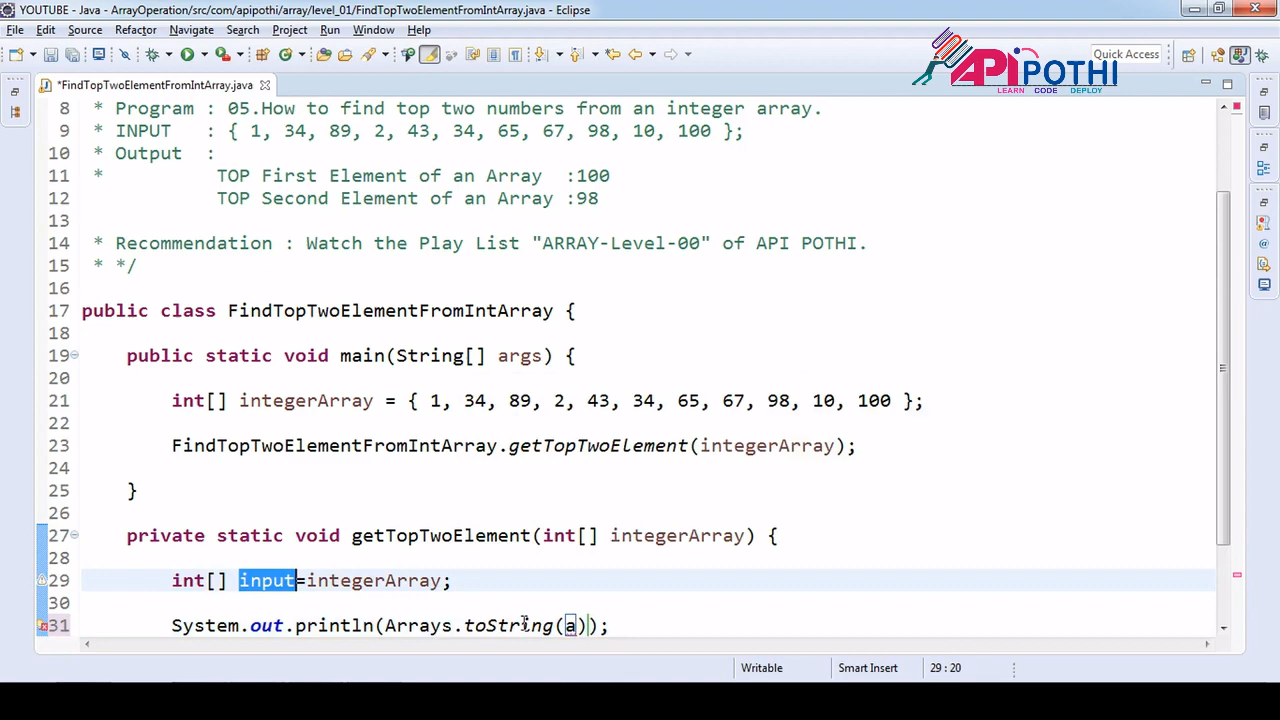 YOUTUBE - Java - ArrayOperation/src/com/apipothi/array/level_01/FindTopTwoElementFromIntArray.java - Eclipse
File Edit Source Refactor Navigate Search Project Run Window Help
Quick Access
APIPOTHI
LEARN CODE DEPLOY
*FindTopTwoElementFromIntArray.java
8 * Program : 05.How to find top two numbers from an integer array.
9 * INPUT : { 1, 34, 89, 2, 43, 34, 65, 67, 98, 10, 100 };
10 * Output :
11 * TOP First Element of an Array :100
12 TOP Second Element of an Array :98
13
14 * Recommendation : Watch the Play List "ARRAY-Level-00" of API POTHI.
15 * */
16
17 public class FindTopTwoElementFromIntArray {
18
19 public static void main(String[] args) {
20
21 int[] integerArray = { 1, 34, 89, 2, 43, 34, 65, 67, 98, 10, 100 };
22
23 FindTopTwoElementFromIntArray.getTopTwoElement(integerArray);
24
25 }
26
27 private static void getTopTwoElement(int[] integerArray) {
28
29 int[] input=integerArray;
30
31 System.out.println(Arrays.toString(a));
Writable Smart Insert 29 : 20